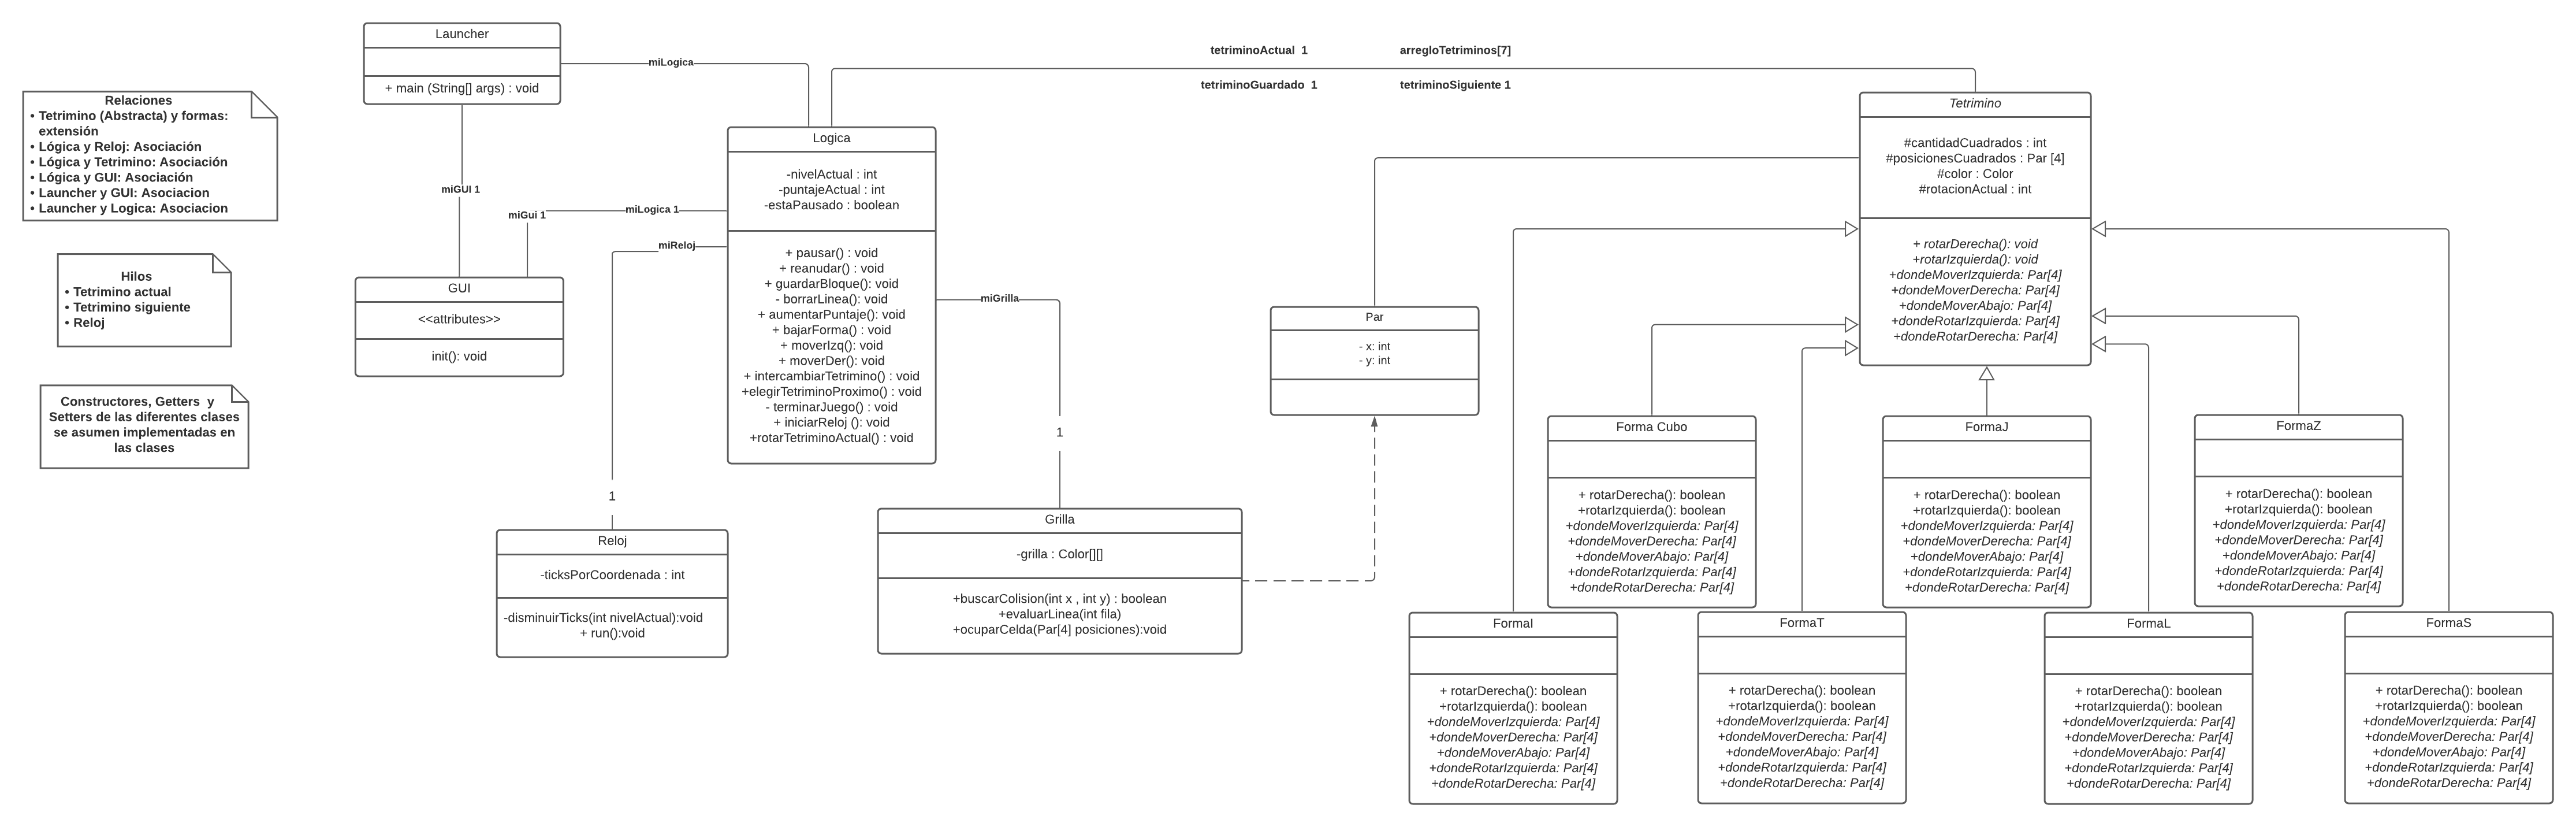 Launcher
+ main (String[] args) : void
miLogica
tetriminoActual 1
arregloTetriminos[7]
tetriminoGuardado 1
tetriminoSiguiente 1
Relaciones
• Tetrimino (Abstracta) y formas:
extensión
• Lógica y Reloj: Asociación
• Lógica y Tetrimino: Asociación
• Lógica y GUI: Asociación
• Launcher y GUI: Asociacion
• Launcher y Logica: Asociacion
Hilos
• Tetrimino actual
• Tetrimino siguiente
• Reloj
Constructores, Getters y
Setters de las diferentes clases
se asumen implementadas en
las clases
miGUI 1
miGui 1
miLogica 1
miReloj
GUI
<<attributes>>
init(): void
Logica
-nivelActual : int
-puntajeActual : int
-estaPausado : boolean
+ pausar() : void
+ reanudar() : void
+ guardarBloque(): void
- borrarLinea(): void
+ aumentarPuntaje(): void
+ bajarForma() : void
+ moverIzq(): void
+ moverDer(): void
+ intercambiarTetrimino() : void
+elegirTetriminoProximo() : void
- terminarJuego() : void
+ iniciarReloj (): void
+rotarTetriminoActual() : void
miGrilla
1
1
Reloj
-ticksPorCoordenada : int
-disminuirTicks(int nivelActual):void
+ run():void
Grilla
-grilla : Color[][]
+buscarColision(int x , int y) : boolean
+evaluarLinea(int fila)
+ocuparCelda(Par[4] posiciones):void
Par
- x: int
- y: int
Tetrimino
#cantidadCuadrados : int
#posicionesCuadrados : Par [4]
#color : Color
#rotacionActual : int
+ rotarDerecha(): void
+rotarIzquierda(): void
+dondeMoverIzquierda: Par[4]
+dondeMoverDerecha: Par[4]
+dondeMoverAbajo: Par[4]
+dondeRotarIzquierda: Par[4]
+dondeRotarDerecha: Par[4]
Forma Cubo
+ rotarDerecha(): boolean
+rotarIzquierda(): boolean
+dondeMoverIzquierda: Par[4]
+dondeMoverDerecha: Par[4]
+dondeMoverAbajo: Par[4]
+dondeRotarIzquierda: Par[4]
+dondeRotarDerecha: Par[4]
FormaJ
+ rotarDerecha(): boolean
+rotarIzquierda(): boolean
+dondeMoverIzquierda: Par[4]
+dondeMoverDerecha: Par[4]
+dondeMoverAbajo: Par[4]
+dondeRotarIzquierda: Par[4]
+dondeRotarDerecha: Par[4]
FormaZ
+ rotarDerecha(): boolean
+rotarIzquierda(): boolean
+dondeMoverIzquierda: Par[4]
+dondeMoverDerecha: Par[4]
+dondeMoverAbajo: Par[4]
+dondeRotarIzquierda: Par[4]
+dondeRotarDerecha: Par[4]
FormaI
+ rotarDerecha(): boolean
+rotarIzquierda(): boolean
+dondeMoverIzquierda: Par[4]
+dondeMoverDerecha: Par[4]
+dondeMoverAbajo: Par[4]
+dondeRotarIzquierda: Par[4]
+dondeRotarDerecha: Par[4]
FormaT
+ rotarDerecha(): boolean
+rotarIzquierda(): boolean
+dondeMoverIzquierda: Par[4]
+dondeMoverDerecha: Par[4]
+dondeMoverAbajo: Par[4]
+dondeRotarIzquierda: Par[4]
+dondeRotarDerecha: Par[4]
FormaL
+ rotarDerecha(): boolean
+rotarIzquierda(): boolean
+dondeMoverIzquierda: Par[4]
+dondeMoverDerecha: Par[4]
+dondeMoverAbajo: Par[4]
+dondeRotarIzquierda: Par[4]
+dondeRotarDerecha: Par[4]
FormaS
+ rotarDerecha(): boolean
+rotarIzquierda(): boolean
+dondeMoverIzquierda: Par[4]
+dondeMoverDerecha: Par[4]
+dondeMoverAbajo: Par[4]
+dondeRotarIzquierda: Par[4]
+dondeRotarDerecha: Par[4]